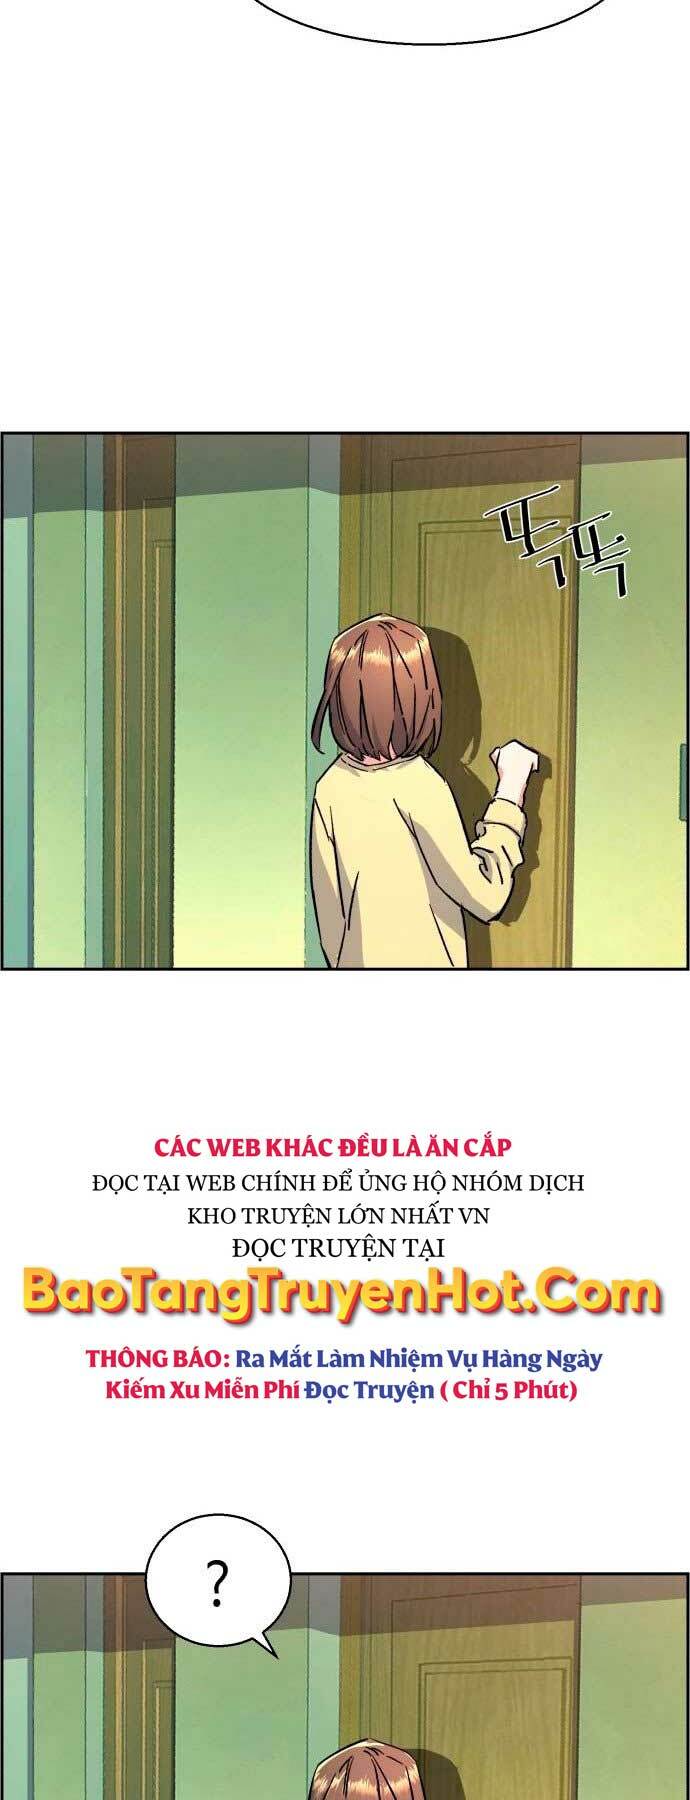 똑똑
CÁC WEB KHÁC ĐỀU LÀ ĂN CẮP
ĐỌC TẠI WEB CHÍNH ĐỂ ỦNG HỘ NHÓM DỊCH
KHO TRUYỆN LỚN NHẤT VN
ĐỌC TRUYỆN TẠI
BaoTangTruyenHot.Com
THÔNG BÁO: Ra Mắt Làm Nhiệm Vụ Hàng Ngày
Kiếm Xu Miễn Phí Đọc Truyện ( Chỉ 5 Phút)
?